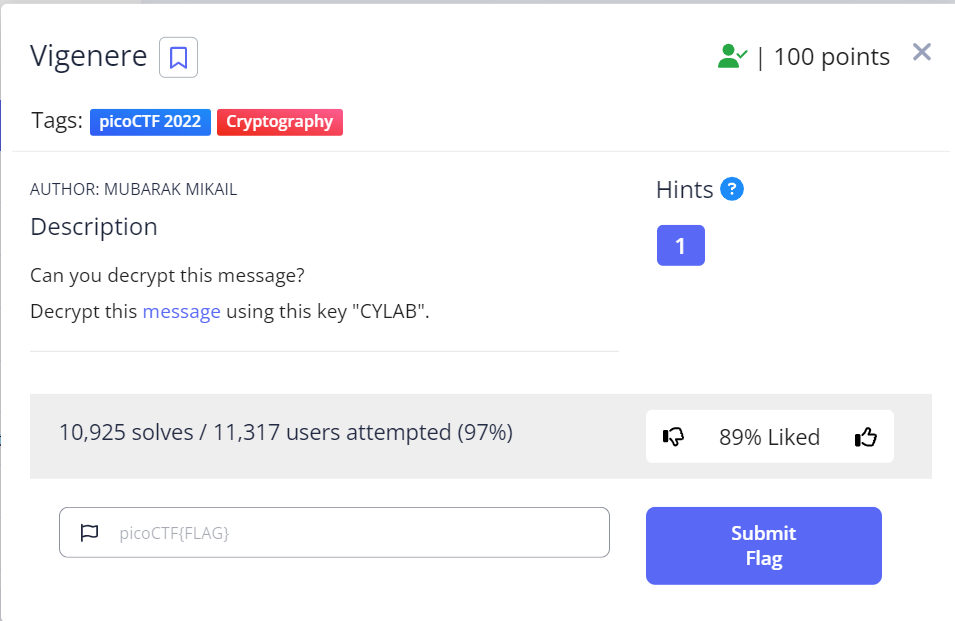 Vigenere
| 100 points
Tags: picoCTF 2022 Cryptography
AUTHOR: MUBARAK MIKAIL
Description
Can you decrypt this message?
Decrypt this message using this key "CYLAB".
Hints ?
1
10,925 solves / 11,317 users attempted (97%)
89% Liked
picoCTF{FLAG}
Submit
Flag